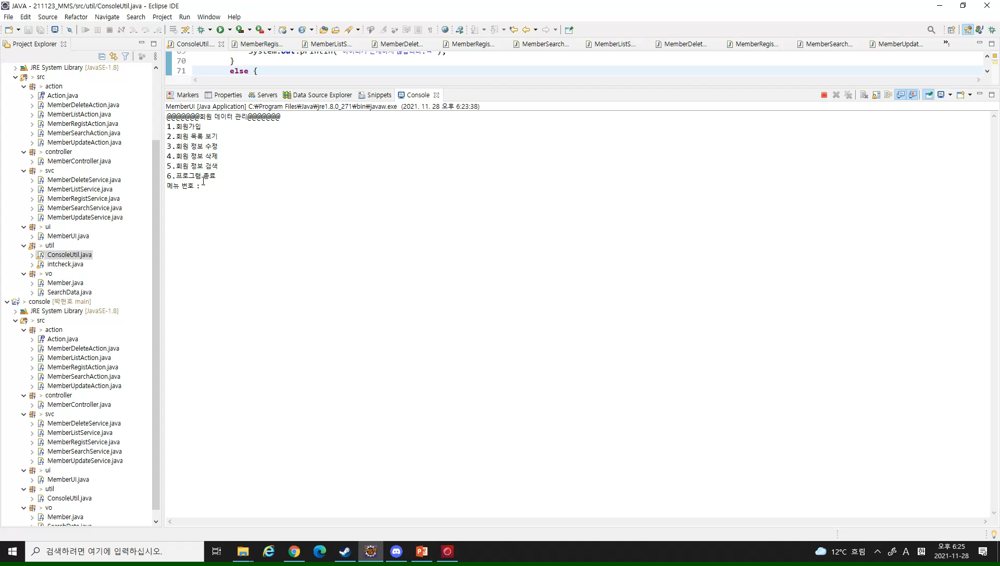 JAVA - 211123_MMS/src/util/ConsoleUtil.java - Eclipse IDE
File Edit Source Refactor Navigate Search Project Run Window Help
Project Explorer
ConsoleUtil....
MemberRegis...
MemberListS...
MemberDelet...
MemberRegis...
MemberSearch...
MemberListS...
MemberDelet...
MemberRegis...
MemberSearch...
MemberUpdat...
JRE System Library [JavaSE-1.8]
> src
> action
Action.java
MemberDeleteAction.java
MemberListAction.java
MemberRegistAction.java
MemberSearchAction.java
MemberUpdateAction.java
> controller
MemberController.java
> svc
MemberDeleteService.java
MemberListService.java
MemberRegistService.java
MemberSearchService.java
MemberUpdateService.java
> ui
MemberUI.java
> util
ConsoleUtil.java
intcheck.java
> vo
Member.java
SearchData.java
> console [박현호 main]
JRE System Library [JavaSE-1.8]
> src
> action
Action.java
MemberDeleteAction.java
MemberListAction.java
MemberRegistAction.java
MemberSearchAction.java
MemberUpdateAction.java
> controller
MemberController.java
> svc
MemberDeleteService.java
MemberListService.java
MemberRegistService.java
MemberSearchService.java
MemberUpdateService.java
> ui
MemberUI.java
> util
ConsoleUtil.java
> vo
Member.java
70 }
71 else {
Markers Properties Servers Data Source Explorer Snippets Console
MemberUI [Java Application] C:\Program Files\Java\jre1.8.0_271\bin\javaw.exe (2021. 11. 28 오후 6:23:38)
@@@@@@@회원 데이터 관리@@@@@@@
1.회원가입
2.회원 목록 보기
3.회원 정보 수정
4.회원 정보 삭제
5.회원 정보 검색
6.프로그램 종료
메뉴 번호 :
검색하려면 여기에 입력하십시오.
12°C 흐림
A
오후 6:25
2021-11-28